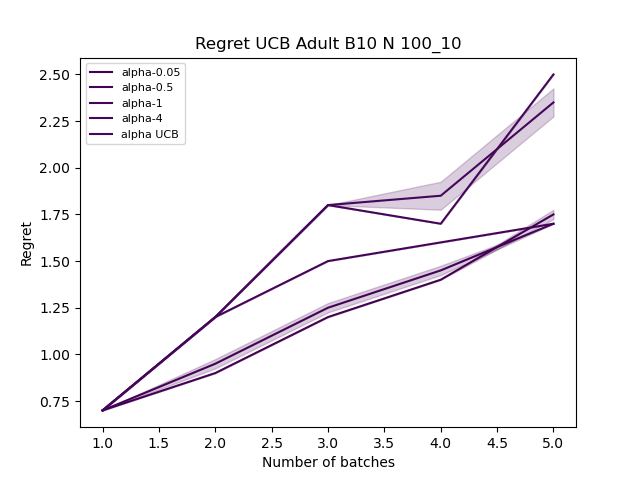 Regret UCB Adult B10 N 100_10
alpha-0.05
alpha-0.5
alpha-1
alpha-4
alpha UCB
2.50
2.25
2.00
1.75
1.50
1.25
1.00
0.75
Regret
1.0 1.5 2.0 2.5 3.0 3.5 4.0 4.5 5.0
Number of batches